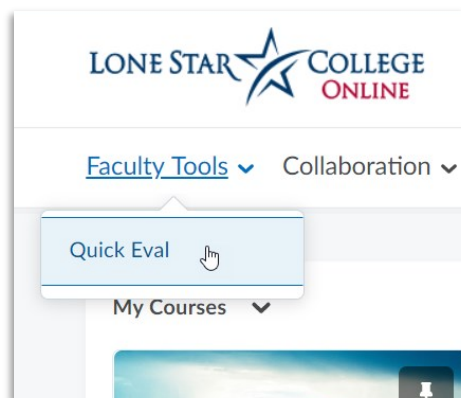 LONE STAR COLLEGE
ONLINE
Faculty Tools Collaboration
Quick Eval
My Courses